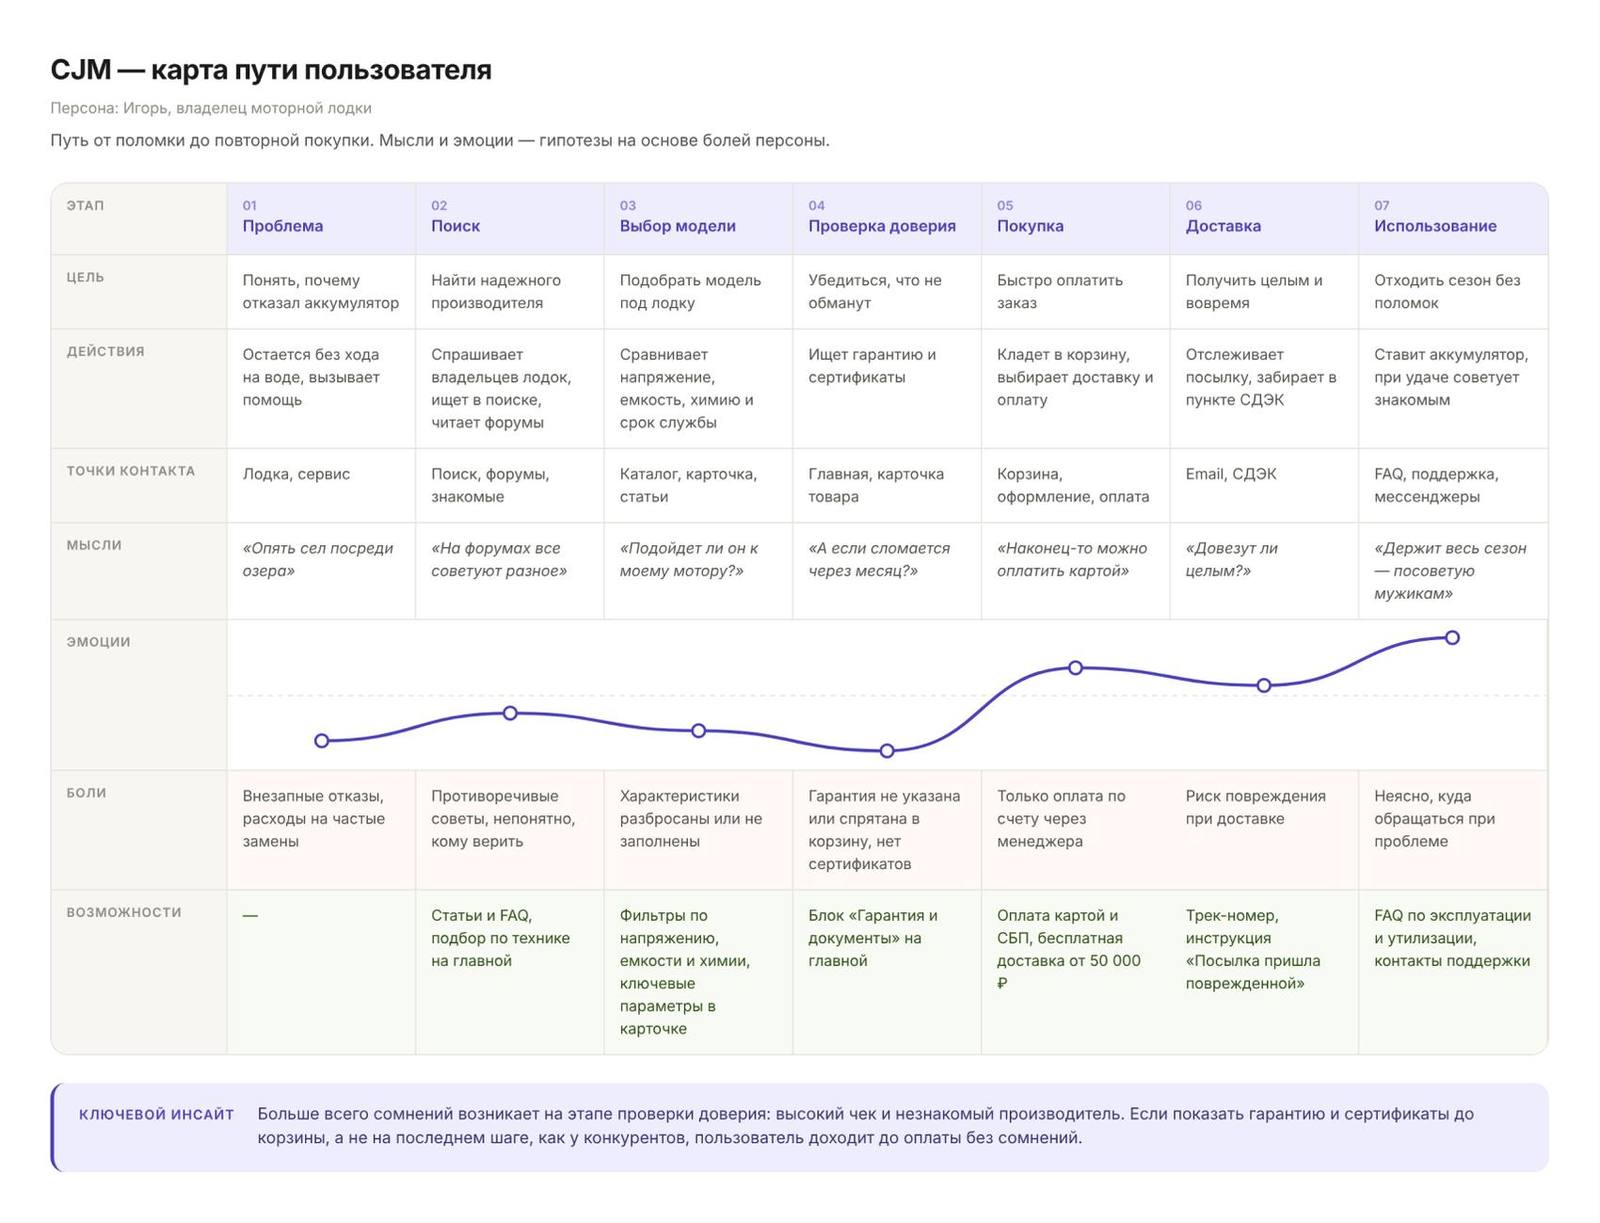 CJM — карта пути пользователя
Персона: Игорь, владелец моторной лодки
Путь от поломки до повторной покупки. Мысли и эмоции — гипотезы на основе болей персоны.
ЭТАП
01
Проблема
02
Поиск
03
Выбор модели
04
Проверка доверия
05
Покупка
06
Доставка
07
Использование
ЦЕЛЬ
Понять, почему
отказал аккумулятор
Найти надежного
производителя
Подобрать модель
под лодку
Убедиться, что не
обманут
Быстро оплатить
заказ
Получить целым и
вовремя
Отходить сезон без
поломок
ДЕЙСТВИЯ
Остается без хода
на воде, вызывает
помощь
Спрашивает
владельцев лодок,
ищет в поиске,
читает форумы
Сравнивает
напряжение,
емкость, химию и
срок службы
Ищет гарантию и
сертификаты
Кладет в корзину,
выбирает доставку и
оплату
Отслеживает
посылку, забирает в
пункте СДЭК
Ставит аккумулятор,
при удаче советует
знакомым
ТОЧКИ КОНТАКТА
Лодка, сервис
Поиск, форумы,
знакомые
Каталог, карточка,
статьи
Главная, карточка
товара
Корзина,
оформление, оплата
Email, СДЭК
FAQ, поддержка,
мессенджеры
МЫСЛИ
«Опять сел посреди
озера»
«На форумах все
советуют разное»
«Подойдет ли он к
моему мотору?»
«А если сломается
через месяц?»
«Наконец-то можно
оплатить картой»
«Довезут ли
целым?»
«Держит весь сезон
— посоветую
мужикам»
ЭМОЦИИ
БОЛИ
Внезапные отказы,
расходы на частые
замены
Противоречивые
советы, непонятно,
кому верить
Характеристики
разбросаны или не
заполнены
Гарантия не указана
или спрятана в
корзину, нет
сертификатов
Только оплата по
счету через
менеджера
Риск повреждения
при доставке
Неясно, куда
обращаться при
проблеме
ВОЗМОЖНОСТИ
—
Статьи и FAQ,
подбор по технике
на главной
Фильтры по
напряжению,
емкости и химии,
ключевые
параметры в
карточке
Блок «Гарантия и
документы» на
главной
Оплата картой и
СБП, бесплатная
доставка от 50 000
₽
Трек-номер,
инструкция
«Посылка пришла
поврежденной»
FAQ по эксплуатации
и утилизации,
контакты поддержки
КЛЮЧЕВОЙ ИНСАЙТ
Больше всего сомнений возникает на этапе проверки доверия: высокий чек и незнакомый производитель. Если показать гарантию и сертификаты до
корзины, а не на последнем шаге, как у конкурентов, пользователь доходит до оплаты без сомнений.